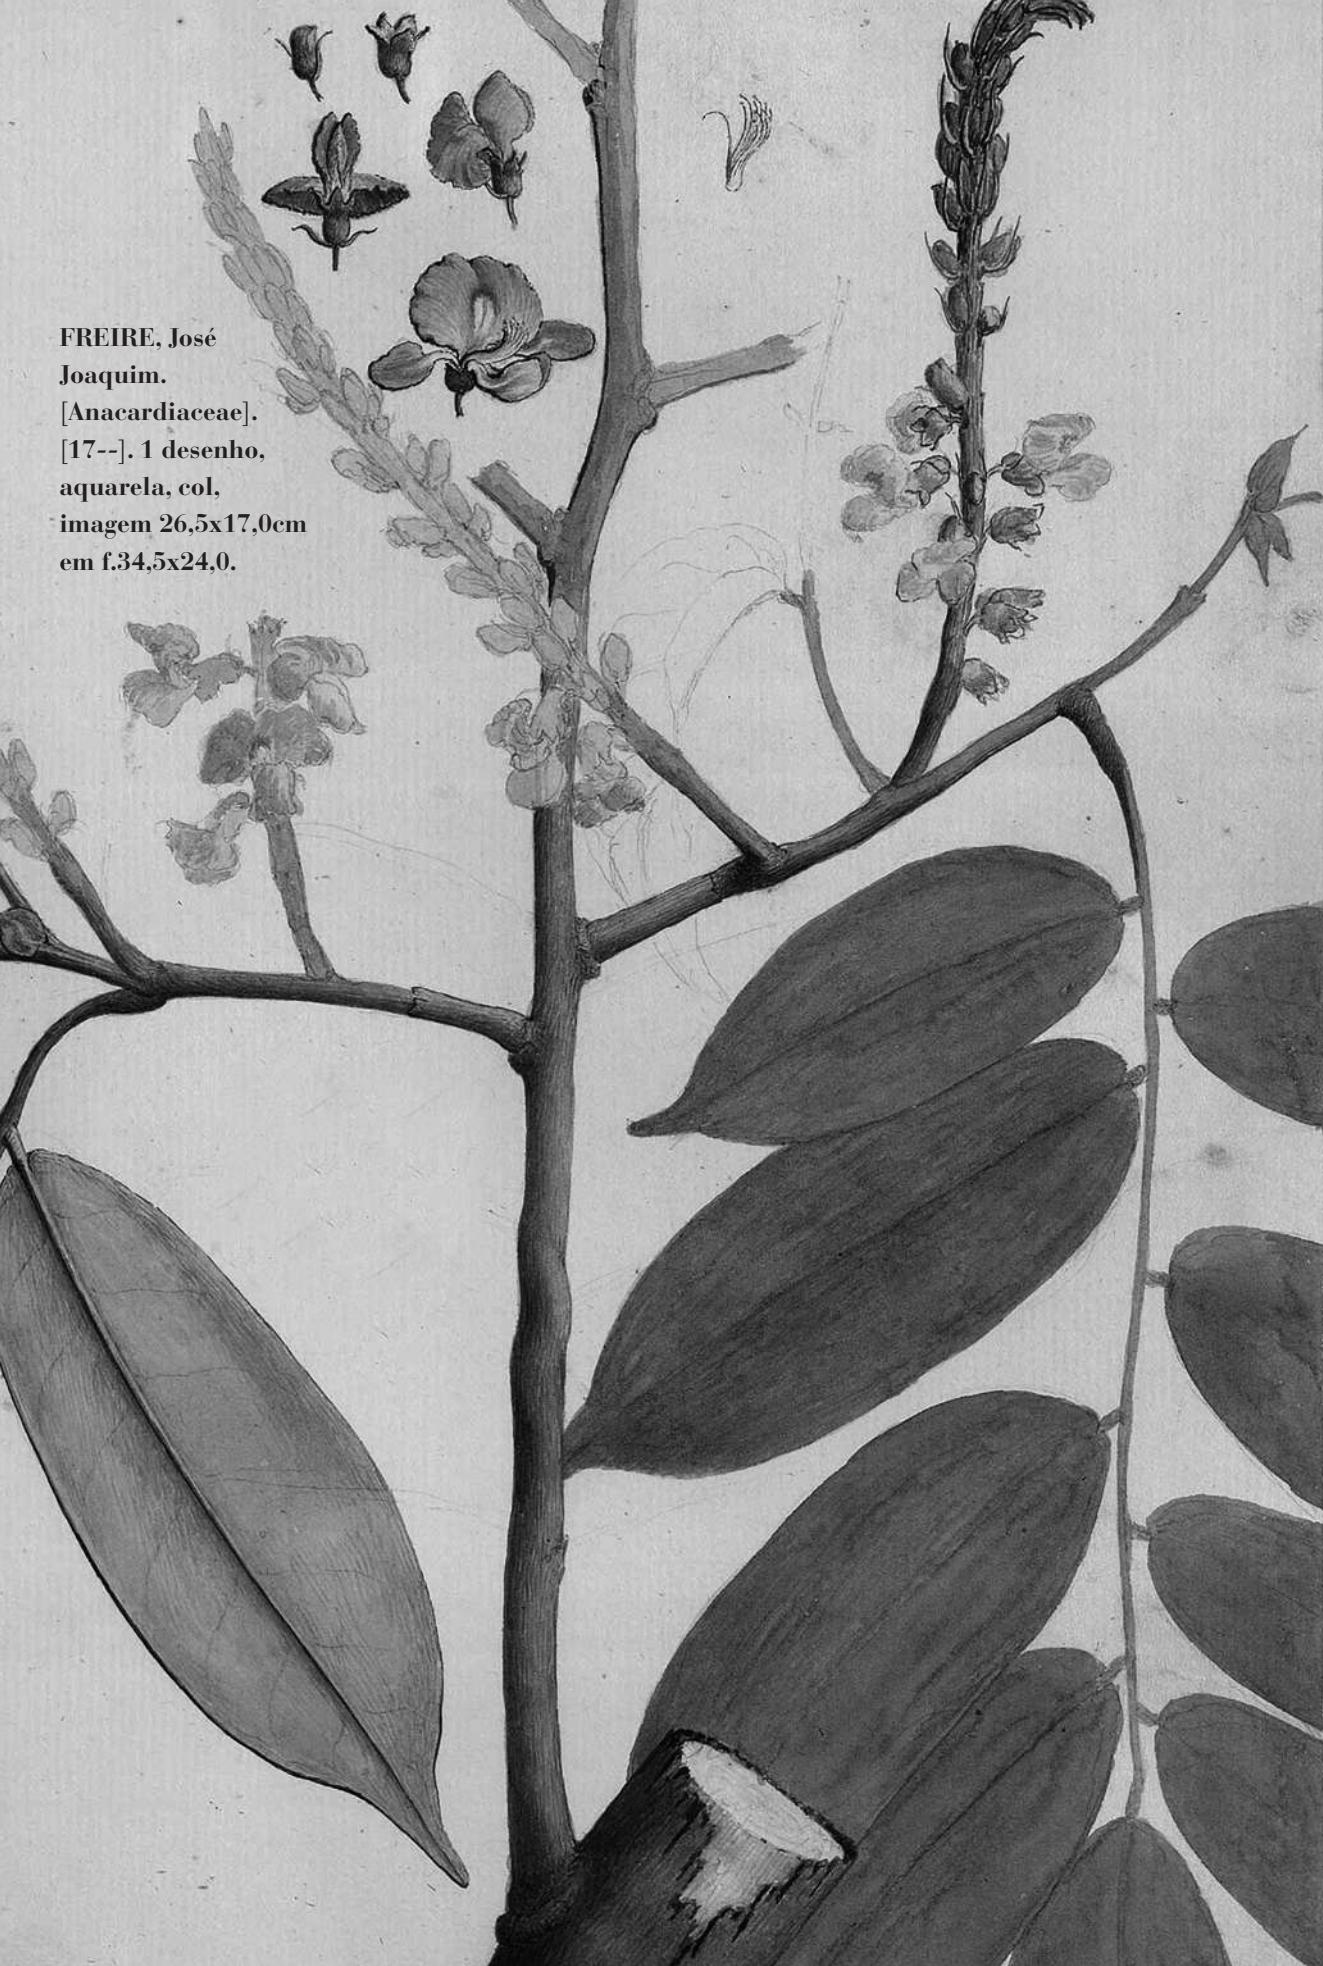 FREIRE, José
Joaquim.
[Anacardiaceae].
[17--]. 1 desenho,
aquarela, col,
imagem 26,5x17,0cm
em f.34,5x24,0.